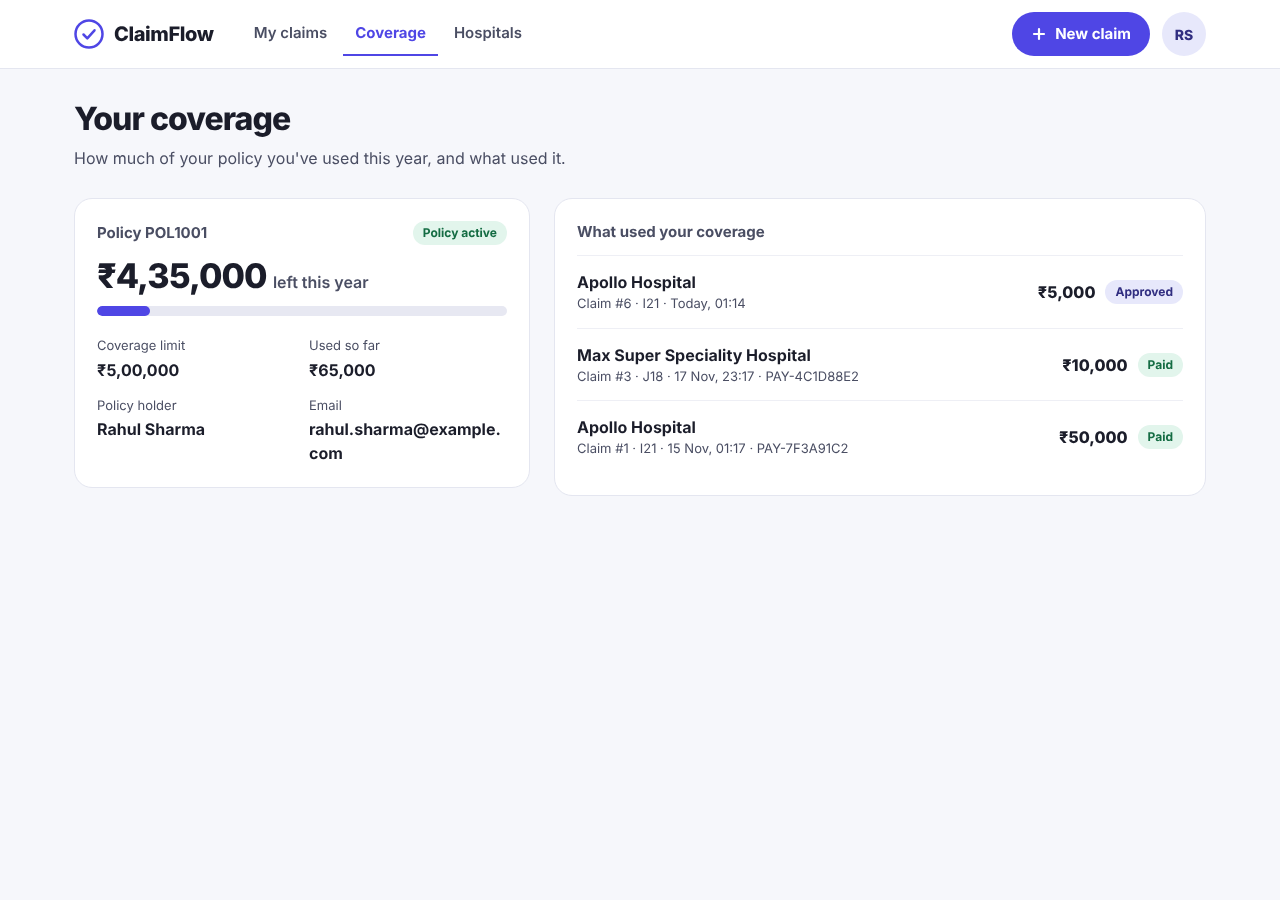 ClaimFlow
My claims
Coverage
Hospitals
New claim
RS
Your coverage
How much of your policy you've used this year, and what used it.
Policy POL1001
Policy active
₹4,35,000 left this year
Coverage limit
₹5,00,000
Used so far
₹65,000
Policy holder
Rahul Sharma
Email
rahul.sharma@example.
com
What used your coverage
Apollo Hospital
Claim #6 · I21 · Today, 01:14
₹5,000
Approved
Max Super Speciality Hospital
Claim #3 · J18 · 17 Nov, 23:17 · PAY-4C1D88E2
₹10,000
Paid
Apollo Hospital
Claim #1 · I21 · 15 Nov, 01:17 · PAY-7F3A91C2
₹50,000
Paid